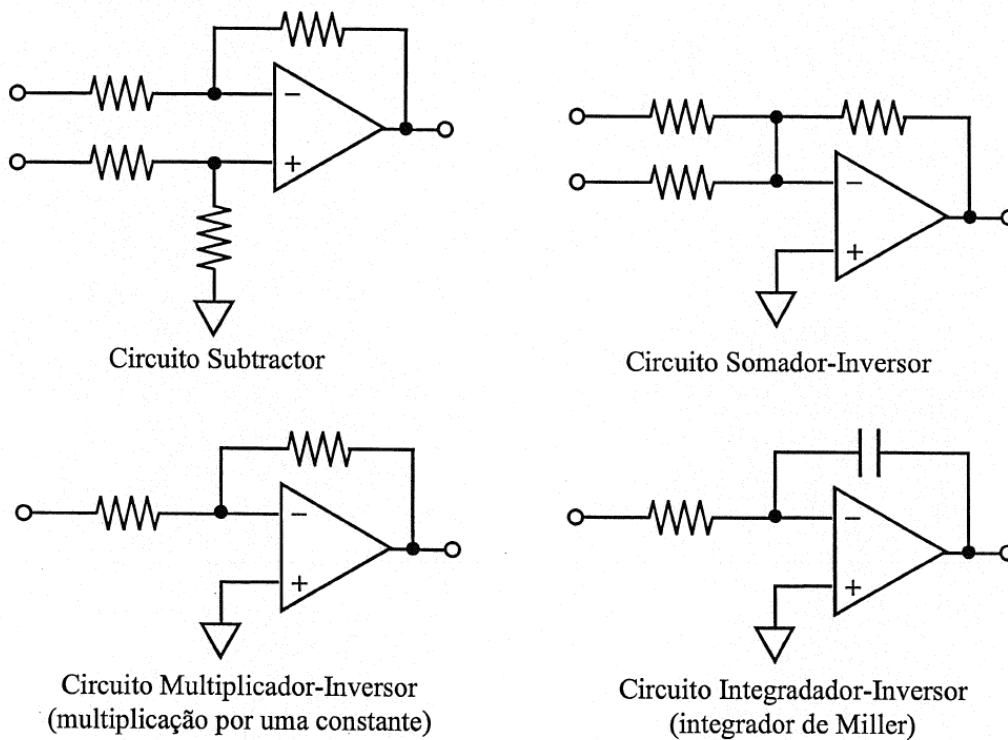 −
+
Circuito Subtractor
−
+
Circuito Somador-Inversor
−
+
Circuito Multiplicador-Inversor
(multiplicação por uma constante)
−
+
Circuito Integradador-Inversor
(integrador de Miller)